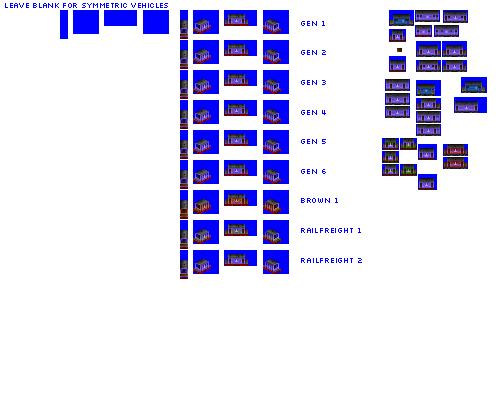 LEAVE BLANK FOR SYMMETRIC VEHICLES
GEN 1
GEN 2
GEN 3
GEN 4
GEN 5
GEN 6
BROWN 1
RAILFREIGHT 1
RAILFREIGHT 2